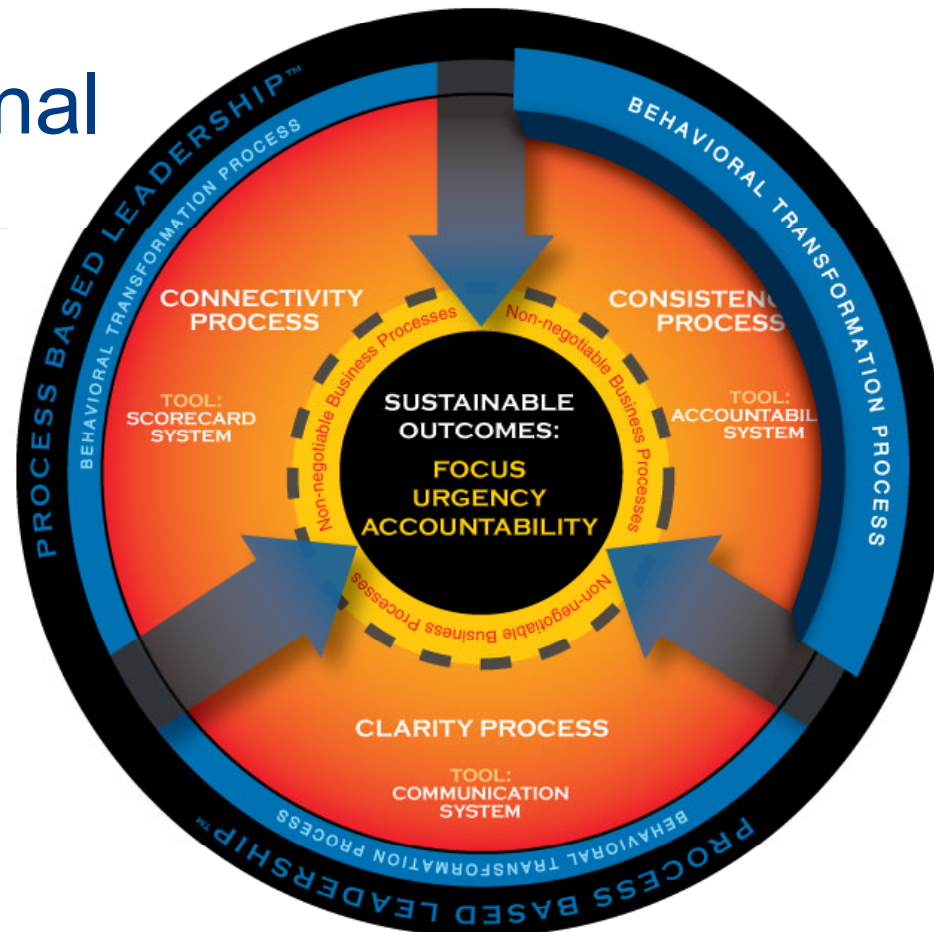 nal
PROCESS BASED LEADERSHIP™
BEHAVIORAL TRANSFORMATION PROCESS
BEHAVIORAL TRANSFORMATION PROCESS
CONNECTIVITY
PROCESS
TOOL:
SCORECARD
SYSTEM
CONSISTENC
PROCESS
TOOL:
ACCOUNTABIL
SYSTEM
Non-negotiable Business Processes
Non-negotiable Business Processes
Non-negotiable Business Processes
SUSTAINABLE
OUTCOMES:
FOCUS
URGENCY
ACCOUNTABILITY
CLARITY PROCESS
TOOL:
COMMUNICATION
SYSTEM
BEHAVIORAL TRANSFORMATION PROCESS
PROCESS BASED LEADERSHIP™